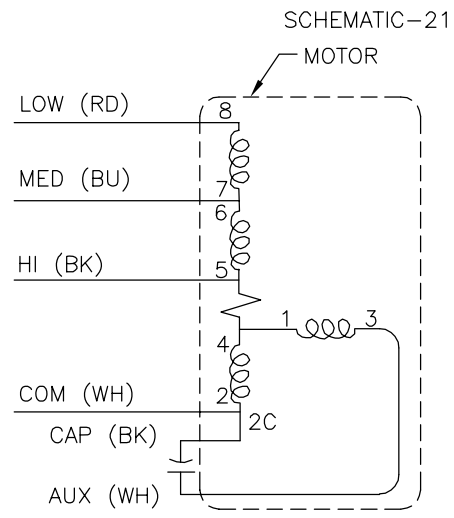 SCHEMATIC-21
MOTOR
LOW (RD)
8
MED (BU)
7
6
HI (BK)
5
1
3
4
COM (WH)
2
2C
CAP (BK)
AUX (WH)